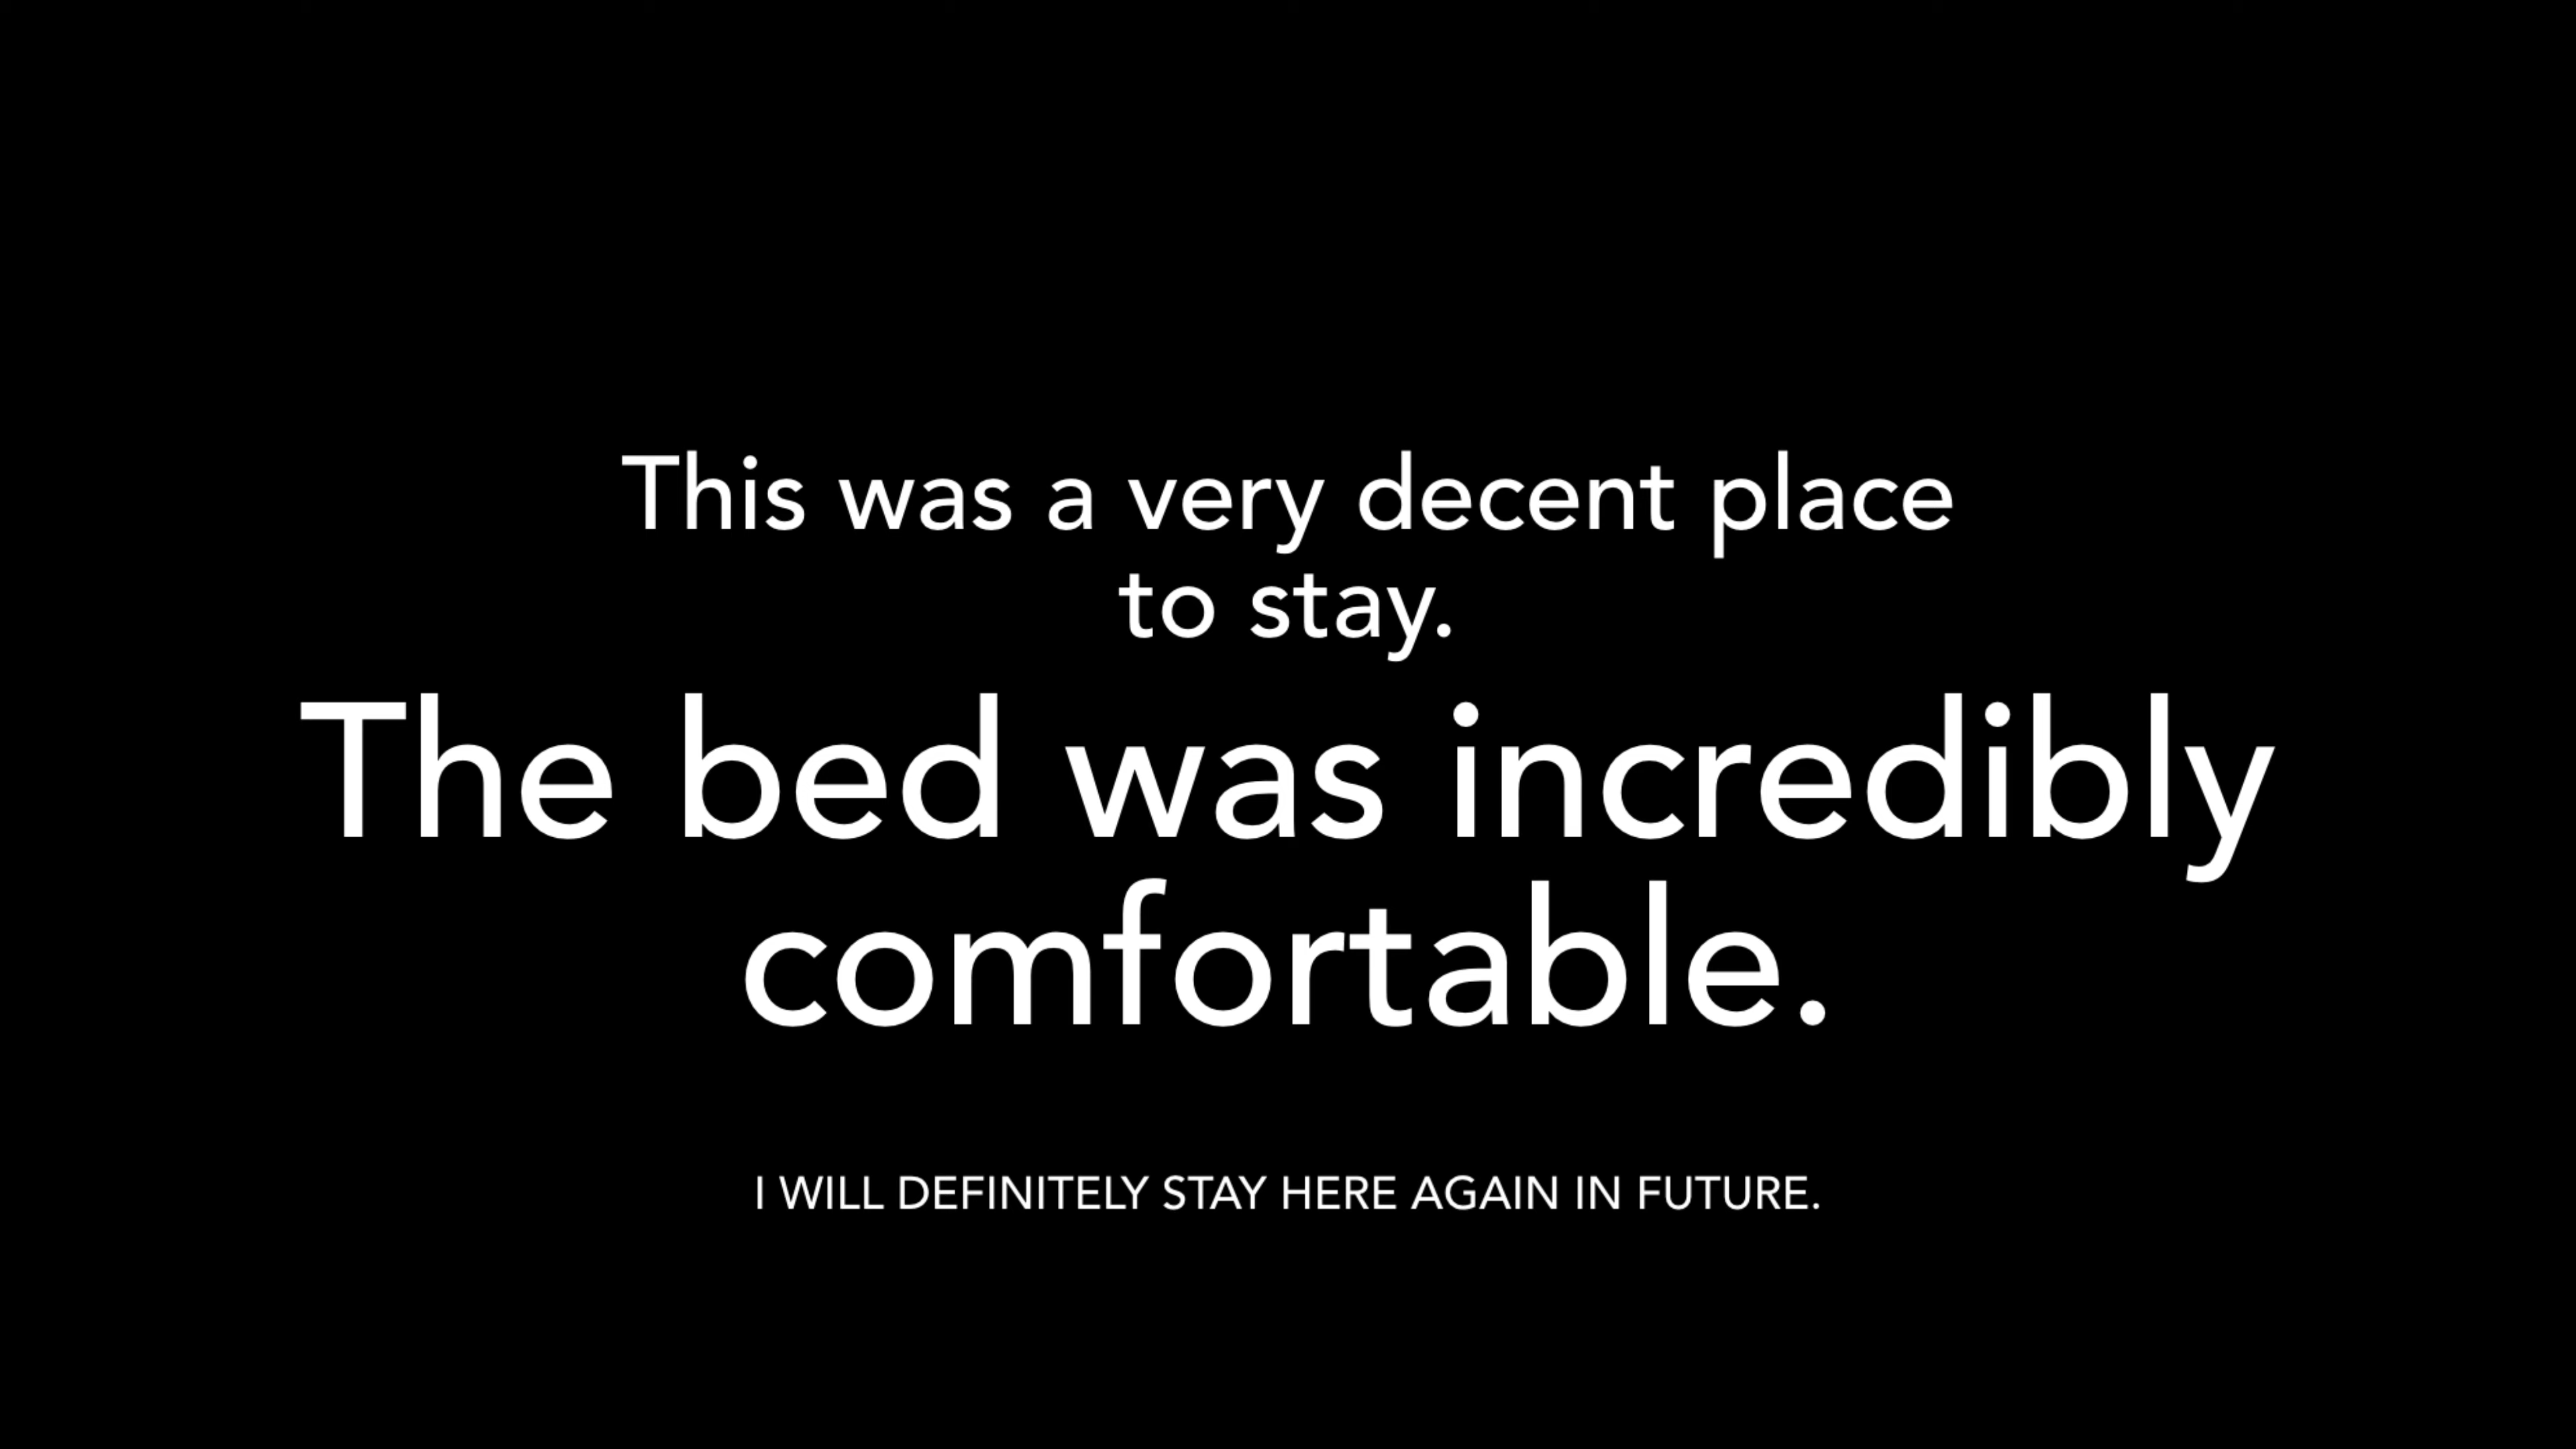 This was a very decent place
to stay.
The bed was incredibly
comfortable.
I WILL DEFINITELY STAY HERE AGAIN IN FUTURE.